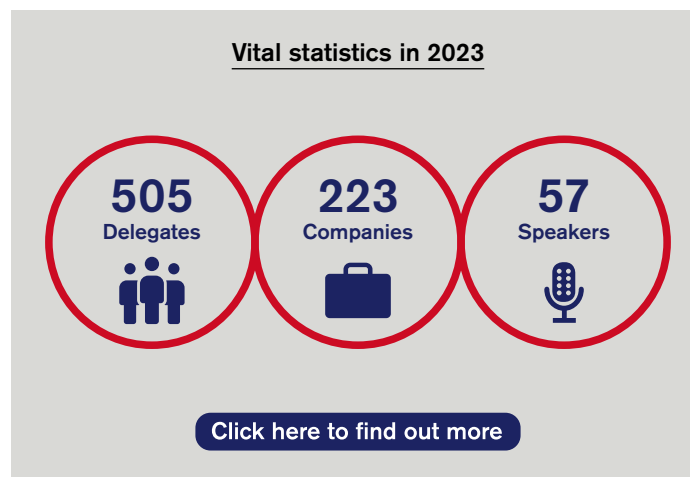 Vital statistics in 2023
505
Delegates
223
Companies
57
Speakers
Click here to find out more